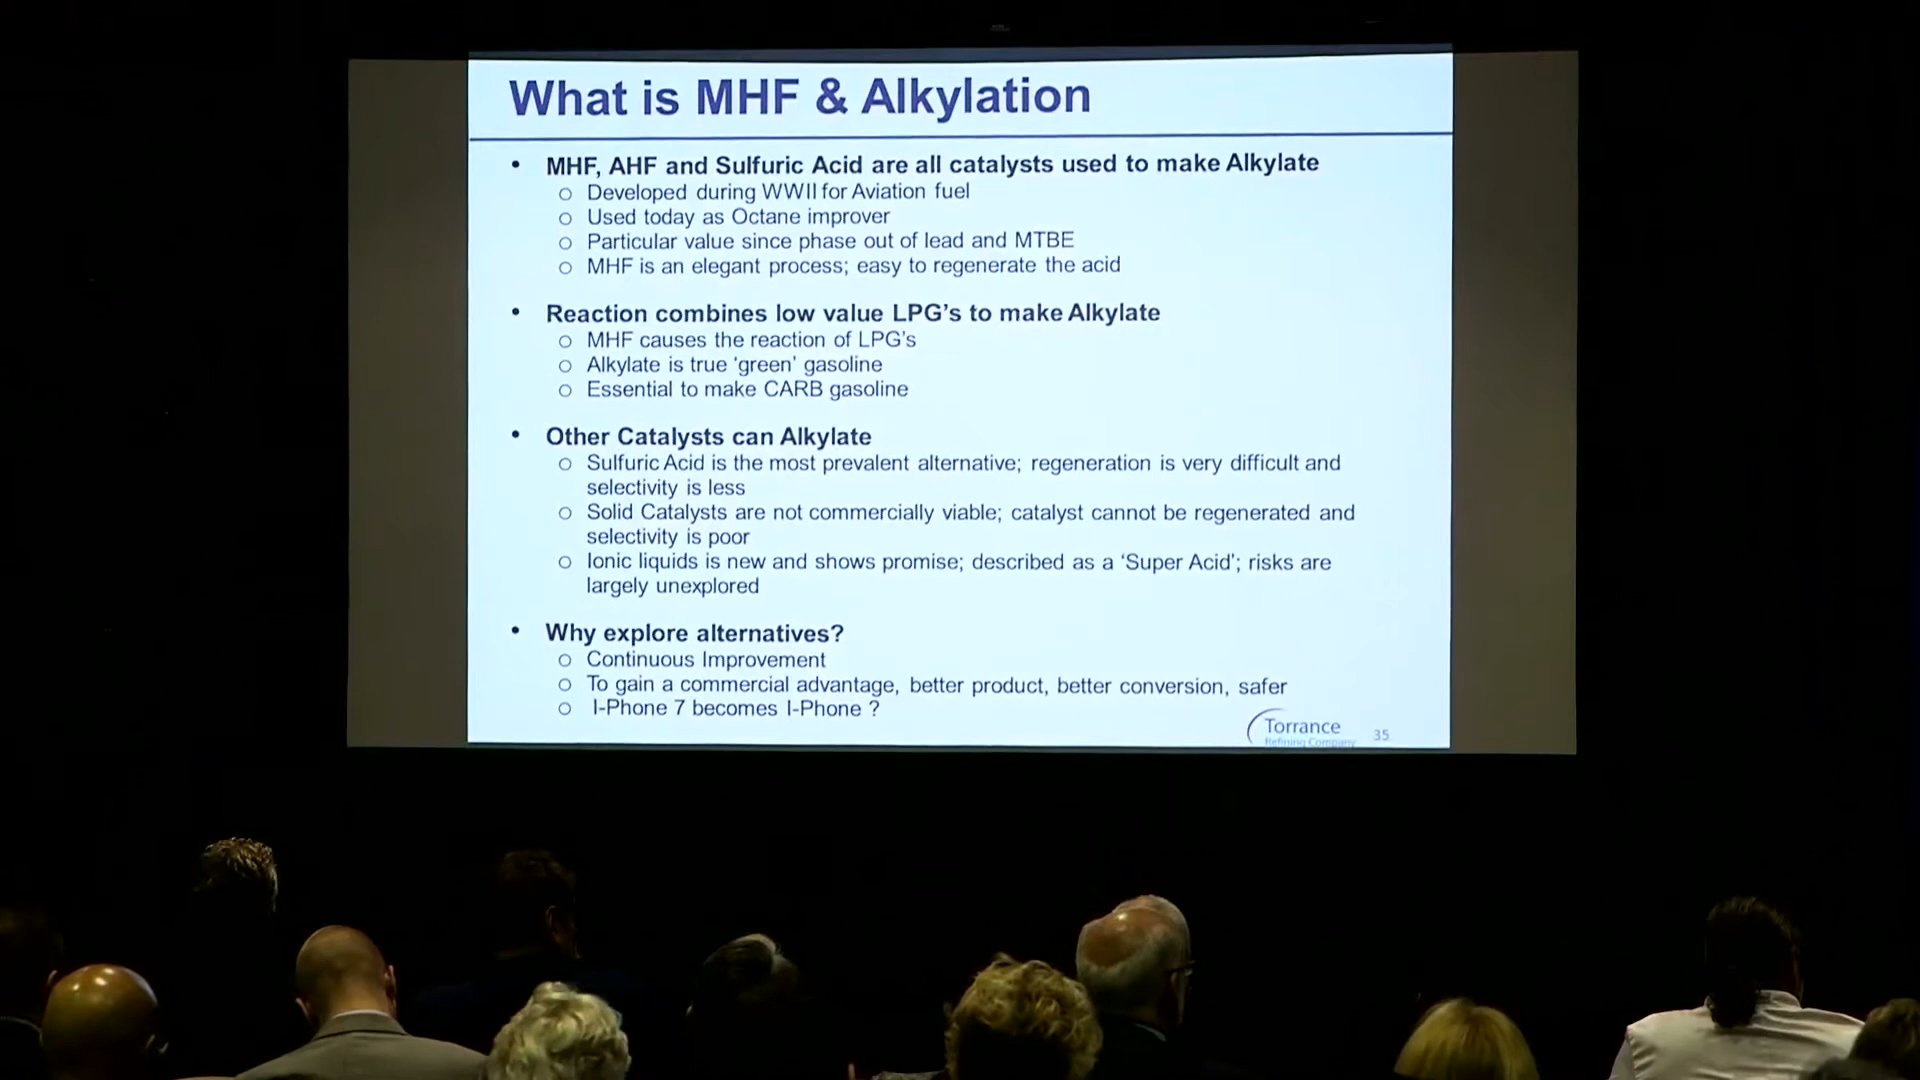 What is MHF & Alkylation
• MHF, AHF and Sulfuric Acid are all catalysts used to make Alkylate
o Developed during WWII for Aviation fuel
o Used today as Octane improver
o Particular value since phase out of lead and MTBE
o MHF is an elegant process; easy to regenerate the acid
• Reaction combines low value LPG’s to make Alkylate
o MHF causes the reaction of LPG’s
o Alkylate is true ‘green’ gasoline
o Essential to make CARB gasoline
• Other Catalysts can Alkylate
o Sulfuric Acid is the most prevalent alternative; regeneration is very difficult and
selectivity is less
o Solid Catalysts are not commercially viable; catalyst cannot be regenerated and
selectivity is poor
o Ionic liquids is new and shows promise; described as a ‘Super Acid’; risks are
largely unexplored
• Why explore alternatives?
o Continuous Improvement
o To gain a commercial advantage, better product, better conversion, safer
o I-Phone 7 becomes I-Phone ?
Torrance
Refining Company
35